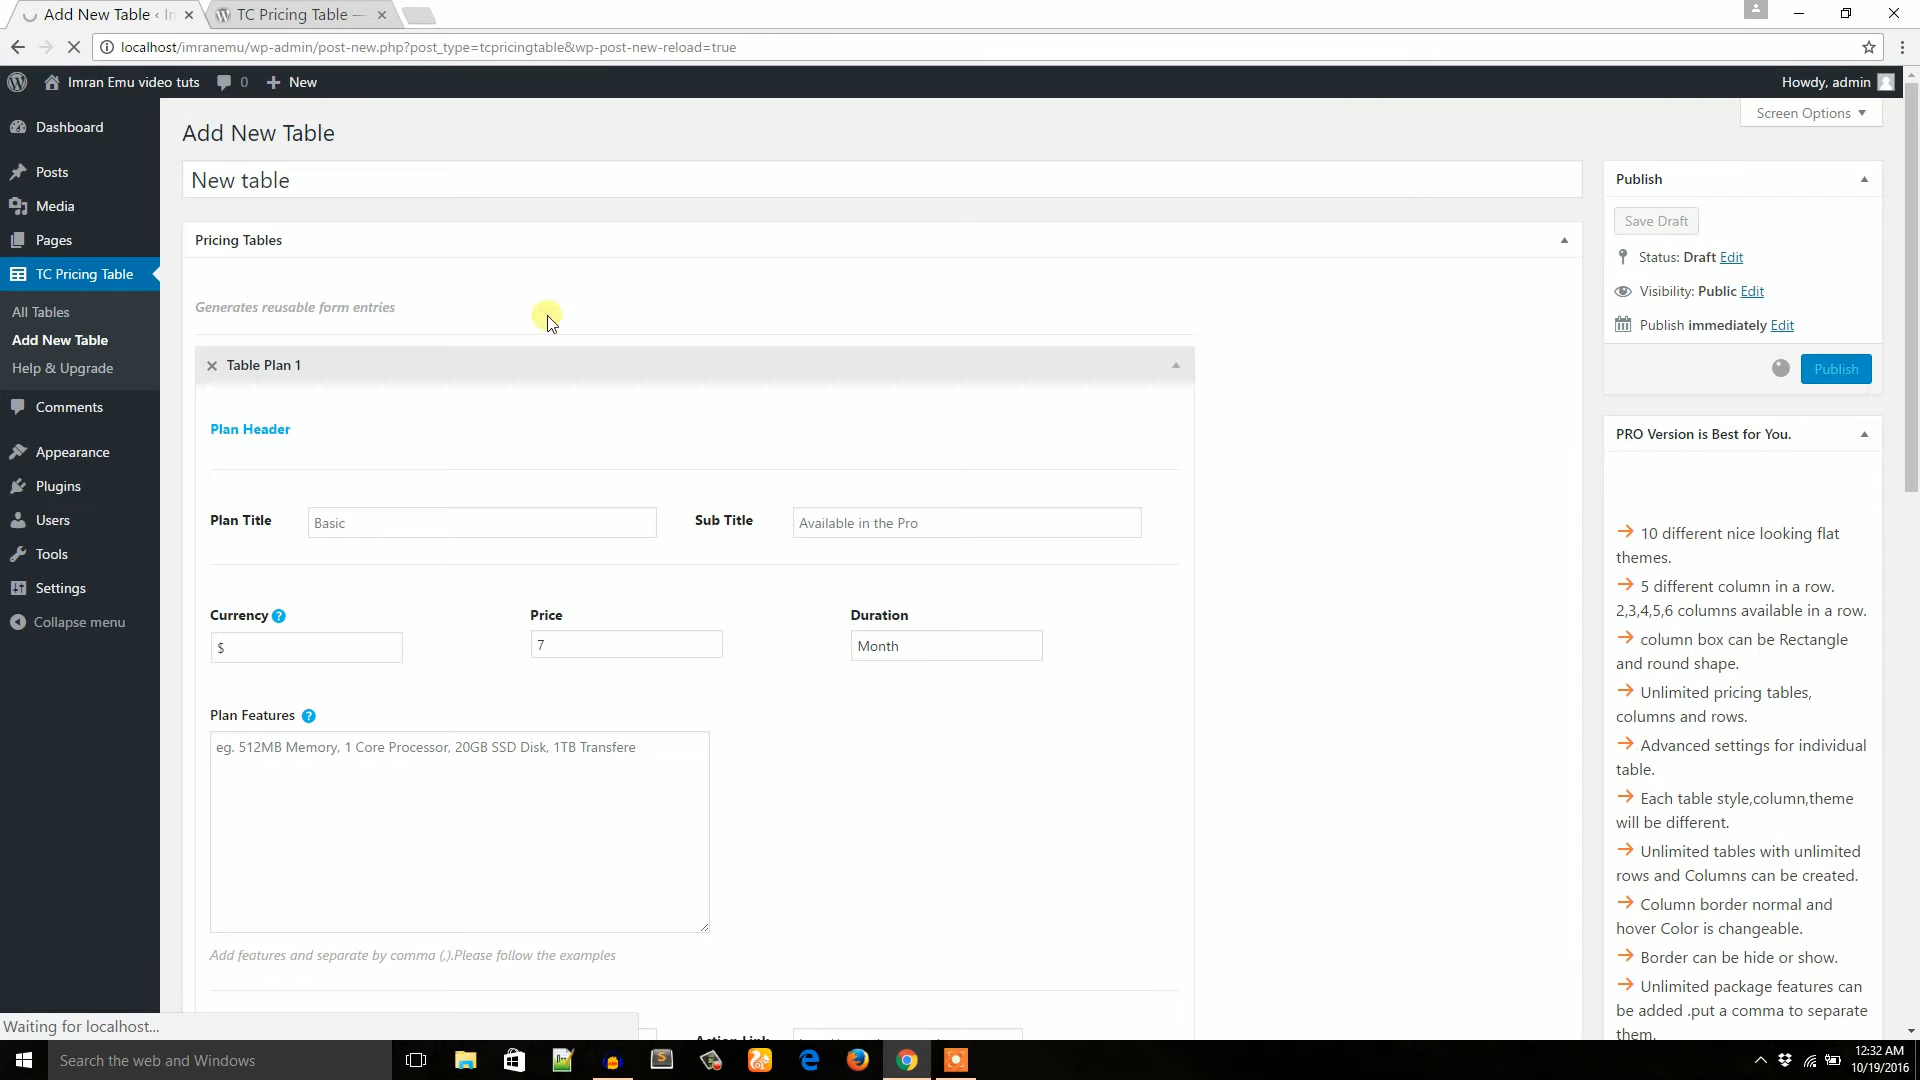 Add New Table ‹ Im
TC Pricing Table —
localhost/imranemu/wp-admin/post-new.php?post_type=tcpricingtable&wp-post-new-reload=true
Imran Emu video tuts
0
New
Howdy, admin
Screen Options
Dashboard
Posts
Media
Pages
TC Pricing Table
All Tables
Add New Table
Help & Upgrade
Comments
Appearance
Plugins
Users
Tools
Settings
Collapse menu
Add New Table
New table
Pricing Tables
Generates reusable form entries
Table Plan 1
Plan Header
Plan Title
Basic
Sub Title
Available in the Pro
Currency ?
Price
Duration
$
7
Month
Plan Features ?
eg. 512MB Memory, 1 Core Processor, 20GB SSD Disk, 1TB Transfere
Add features and separate by comma (,).Please follow the examples
Action Link
Publish
Save Draft
Status: Draft Edit
Visibility: Public Edit
Publish immediately Edit
Publish
PRO Version is Best for You.
10 different nice looking flat
themes.
5 different column in a row.
2,3,4,5,6 columns available in a row.
column box can be Rectangle
and round shape.
Unlimited pricing tables,
columns and rows.
Advanced settings for individual
table.
Each table style,column,theme
will be different.
Unlimited tables with unlimited
rows and Columns can be created.
Column border normal and
hover Color is changeable.
Border can be hide or show.
Unlimited package features can
be added .put a comma to separate
them.
Waiting for localhost...
Search the web and Windows
12:32 AM
10/19/2016